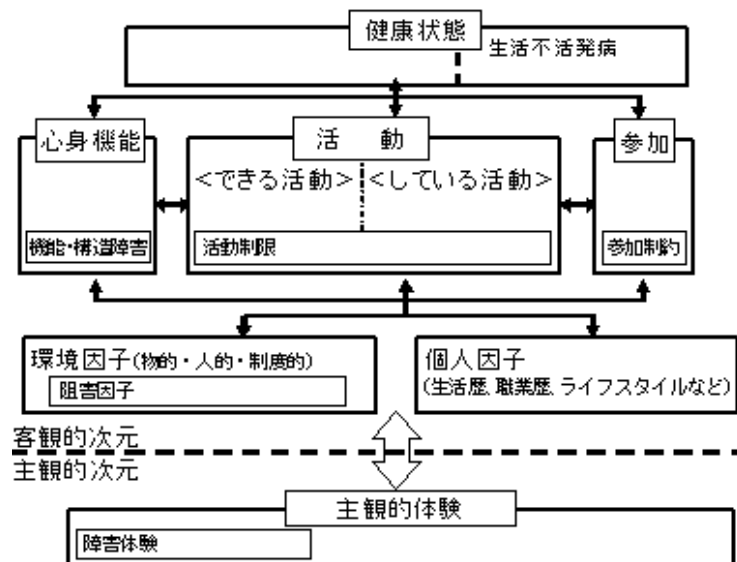 健康状態
生活不活発病
心身機能
活 動
参加
<できる活動>
<している活動>
機能・構造障害
活動制限
参加制約
環境因子(物的・人的・制度的)
阻害因子
個人因子
(生活歴、職業歴、ライフスタイルなど)
客観的次元
主観的次元
主観的体験
障害体験